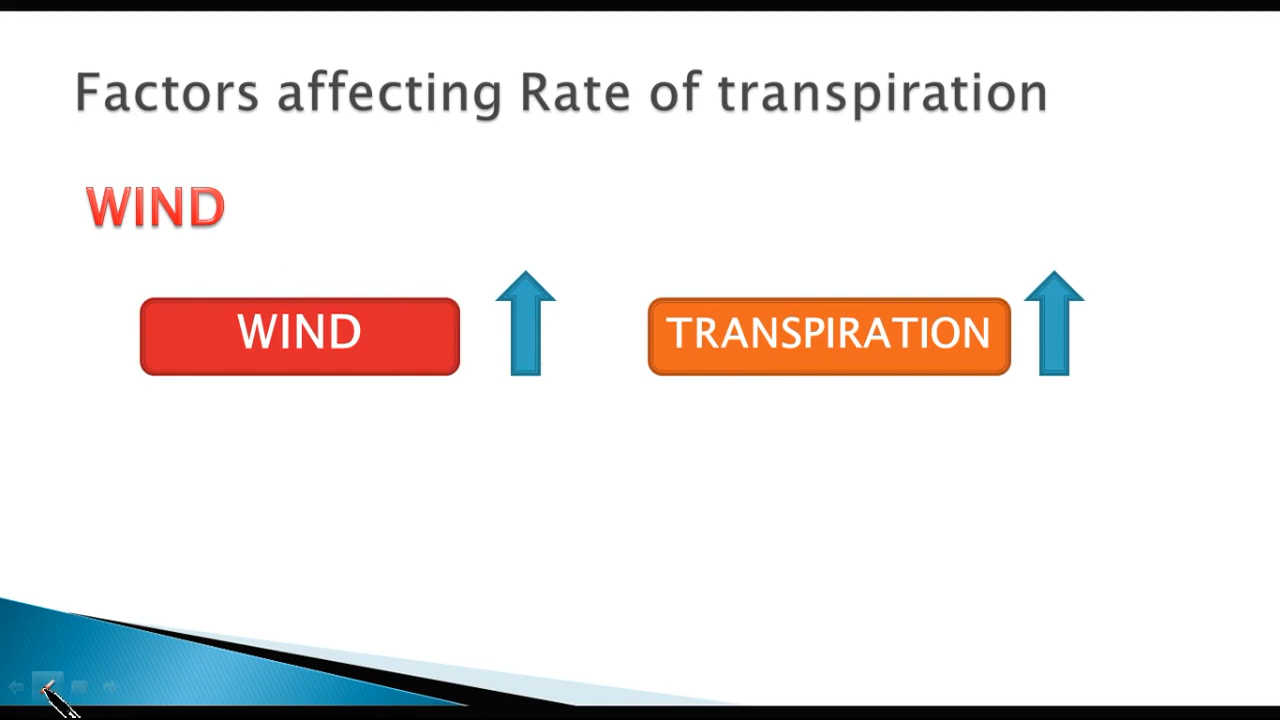 Factors affecting Rate of transpiration
WIND
WIND
TRANSPIRATION